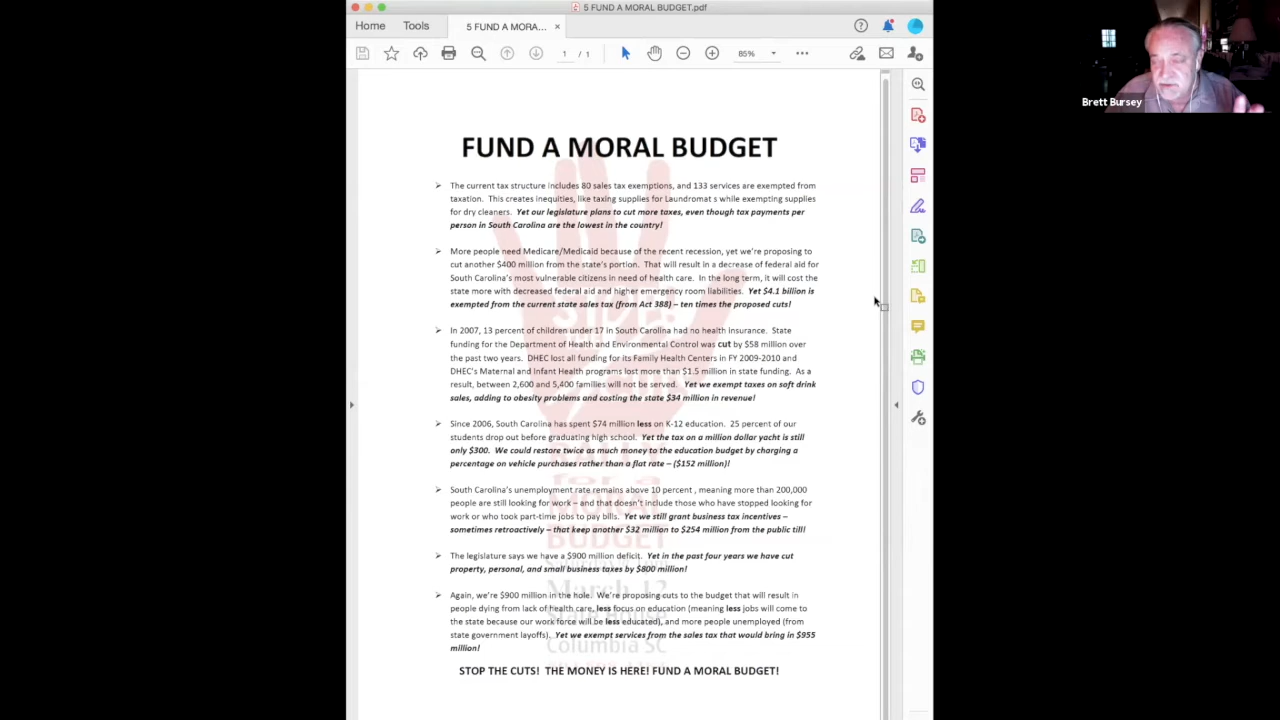 5 FUND A MORAL BUDGET.pdf
Home Tools 5 FUND A MORA... ×
1 / 1 85%
Brett Bursey
FUND A MORAL BUDGET
The current tax structure includes 80 sales tax exemptions, and 133 services are exempted from
taxation. This creates inequities, like taxing supplies for Laundromat s while exempting supplies
for dry cleaners. Yet our legislature plans to cut more taxes, even though tax payments per
person in South Carolina are the lowest in the country!
More people need Medicare/Medicaid because of the recent recession, yet we're proposing to
cut another $400 million from the state's portion. That will result in a decrease of federal aid for
South Carolina's most vulnerable citizens in need of health care. In the long term, it will cost the
state more with decreased federal aid and higher emergency room liabilities. Yet $4.1 billion is
exempted from the current state sales tax (from Act 388) – ten times the proposed cuts!
In 2007, 13 percent of children under 17 in South Carolina had no health insurance. State
funding for the Department of Health and Environmental Control was cut by $58 million over
the past two years. DHEC lost all funding for its Family Health Centers in FY 2009-2010 and
DHEC's Maternal and Infant Health programs lost more than $1.5 million in state funding. As a
result, between 2,600 and 5,400 families will not be served. Yet we exempt taxes on soft drink
sales, adding to obesity problems and costing the state $34 million in revenue!
Since 2006, South Carolina has spent $74 million less on K-12 education. 25 percent of our
students drop out before graduating high school. Yet the tax on a million dollar yacht is still
only $300. We could restore twice as much money to the education budget by charging a
percentage on vehicle purchases rather than a flat rate – ($152 million)!
South Carolina's unemployment rate remains above 10 percent , meaning more than 200,000
people are still looking for work – and that doesn't include those who have stopped looking for
work or who took part-time jobs to pay bills. Yet we still grant business tax incentives –
sometimes retroactively – that keep another $32 million to $254 million from the public till!
The legislature says we have a $900 million deficit. Yet in the past four years we have cut
property, personal, and small business taxes by $800 million!
Again, we're $900 million in the hole. We're proposing cuts to the budget that will result in
people dying from lack of health care, less focus on education (meaning less jobs will come to
the state because our work force will be less educated), and more people unemployed (from
state government layoffs). Yet we exempt services from the sales tax that would bring in $955
million!
STOP THE CUTS! THE MONEY IS HERE! FUND A MORAL BUDGET!
RALLY
for a
MORAL
BUDGET
March 12
State House
Columbia SC